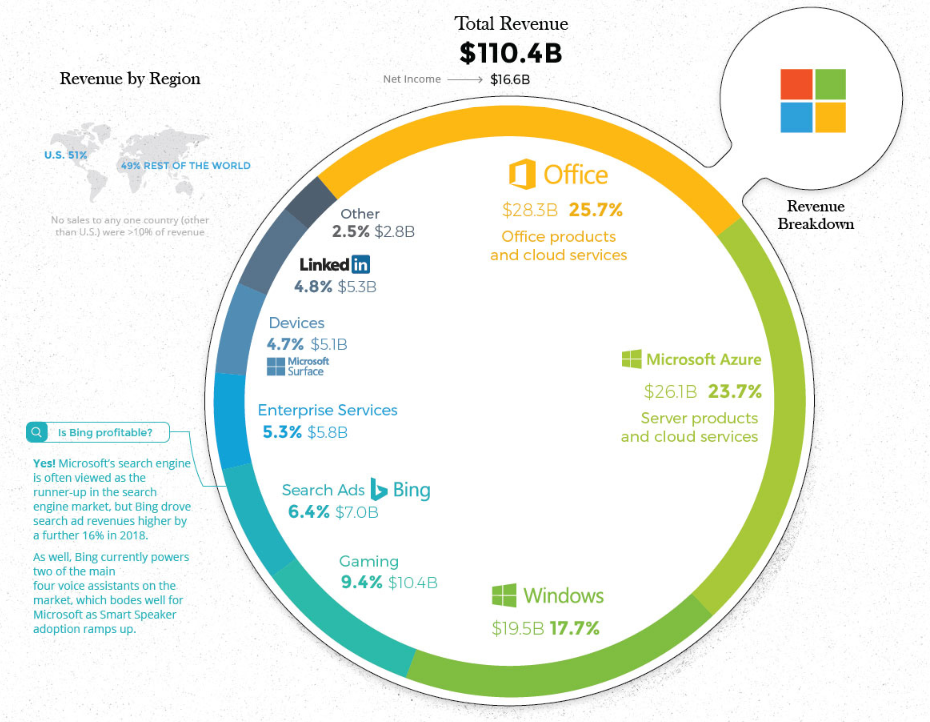 Total Revenue
$110.4B
Net Income
$16.6B
Revenue by Region
U.S. 51%
49% REST OF THE WORLD
No sales to any one country (other
than U.S.) were >10% of revenue
Revenue
Breakdown
Office
$28.3B 25.7%
Office products
and cloud services
Other
2.5% $2.8B
Linked in
4.8% $5.3B
Devices
4.7% $5.1B
Microsoft
Surface
Microsoft Azure
$26.1B 23.7%
Server products
and cloud services
Enterprise Services
5.3% $5.8B
Is Bing profitable?
Yes! Microsoft's search engine
is often viewed as the
runner-up in the search
engine market, but Bing drove
search ad revenues higher by
a further 16% in 2018.
As well, Bing currently powers
two of the main
four voice assistants on the
market, which bodes well for
Microsoft as Smart Speaker
adoption ramps up.
Search Ads Bing
6.4% $7.0B
Gaming
9.4% $10.4B
Windows
$19.5B 17.7%